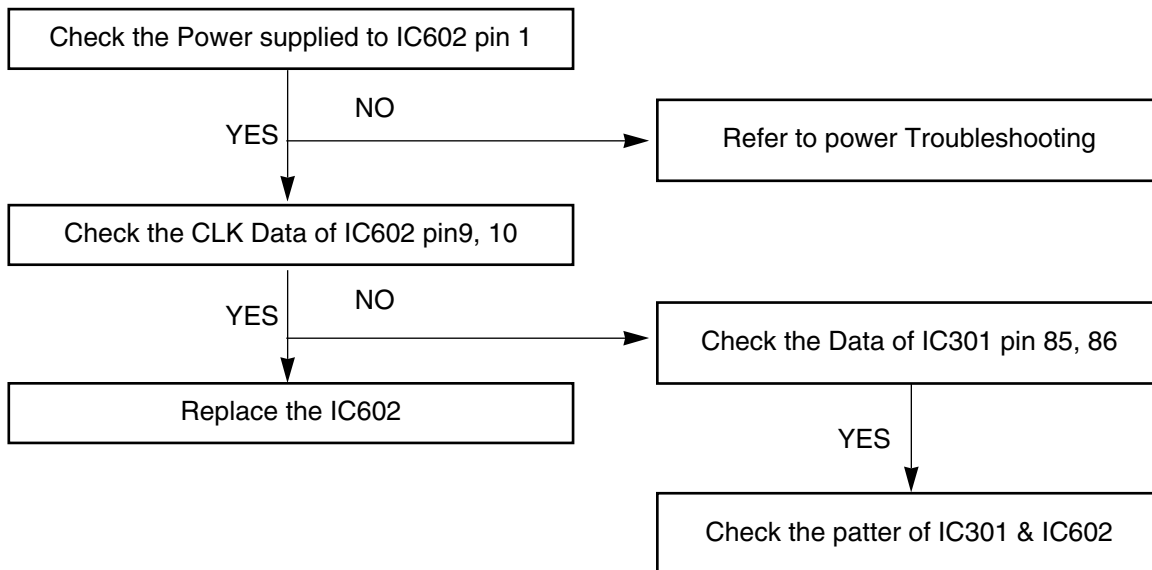 Check the Power supplied to IC602 pin 1
NO
YES
Refer to power Troubleshooting
Check the CLK Data of IC602 pin9, 10
NO
YES
Check the Data of IC301 pin 85, 86
Replace the IC602
YES
Check the patter of IC301 & IC602